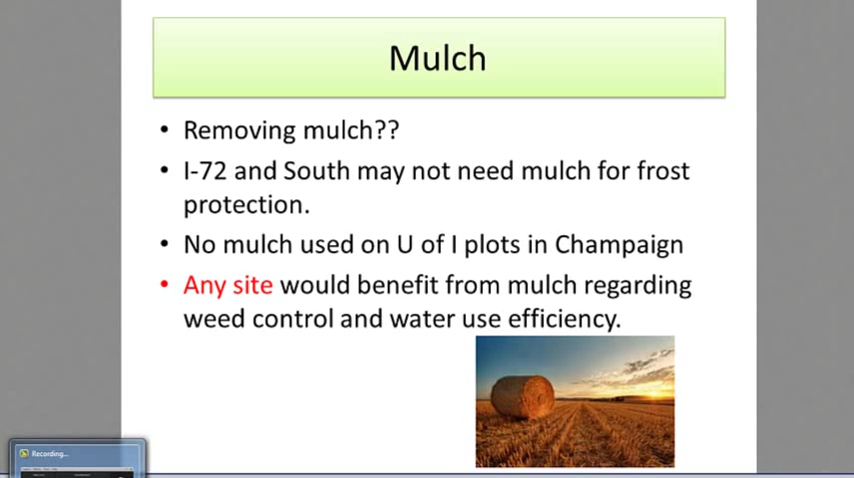 Mulch
• Removing mulch??
• I-72 and South may not need mulch for frost
protection.
• No mulch used on U of I plots in Champaign
• Any site would benefit from mulch regarding
weed control and water use efficiency.
Recording...